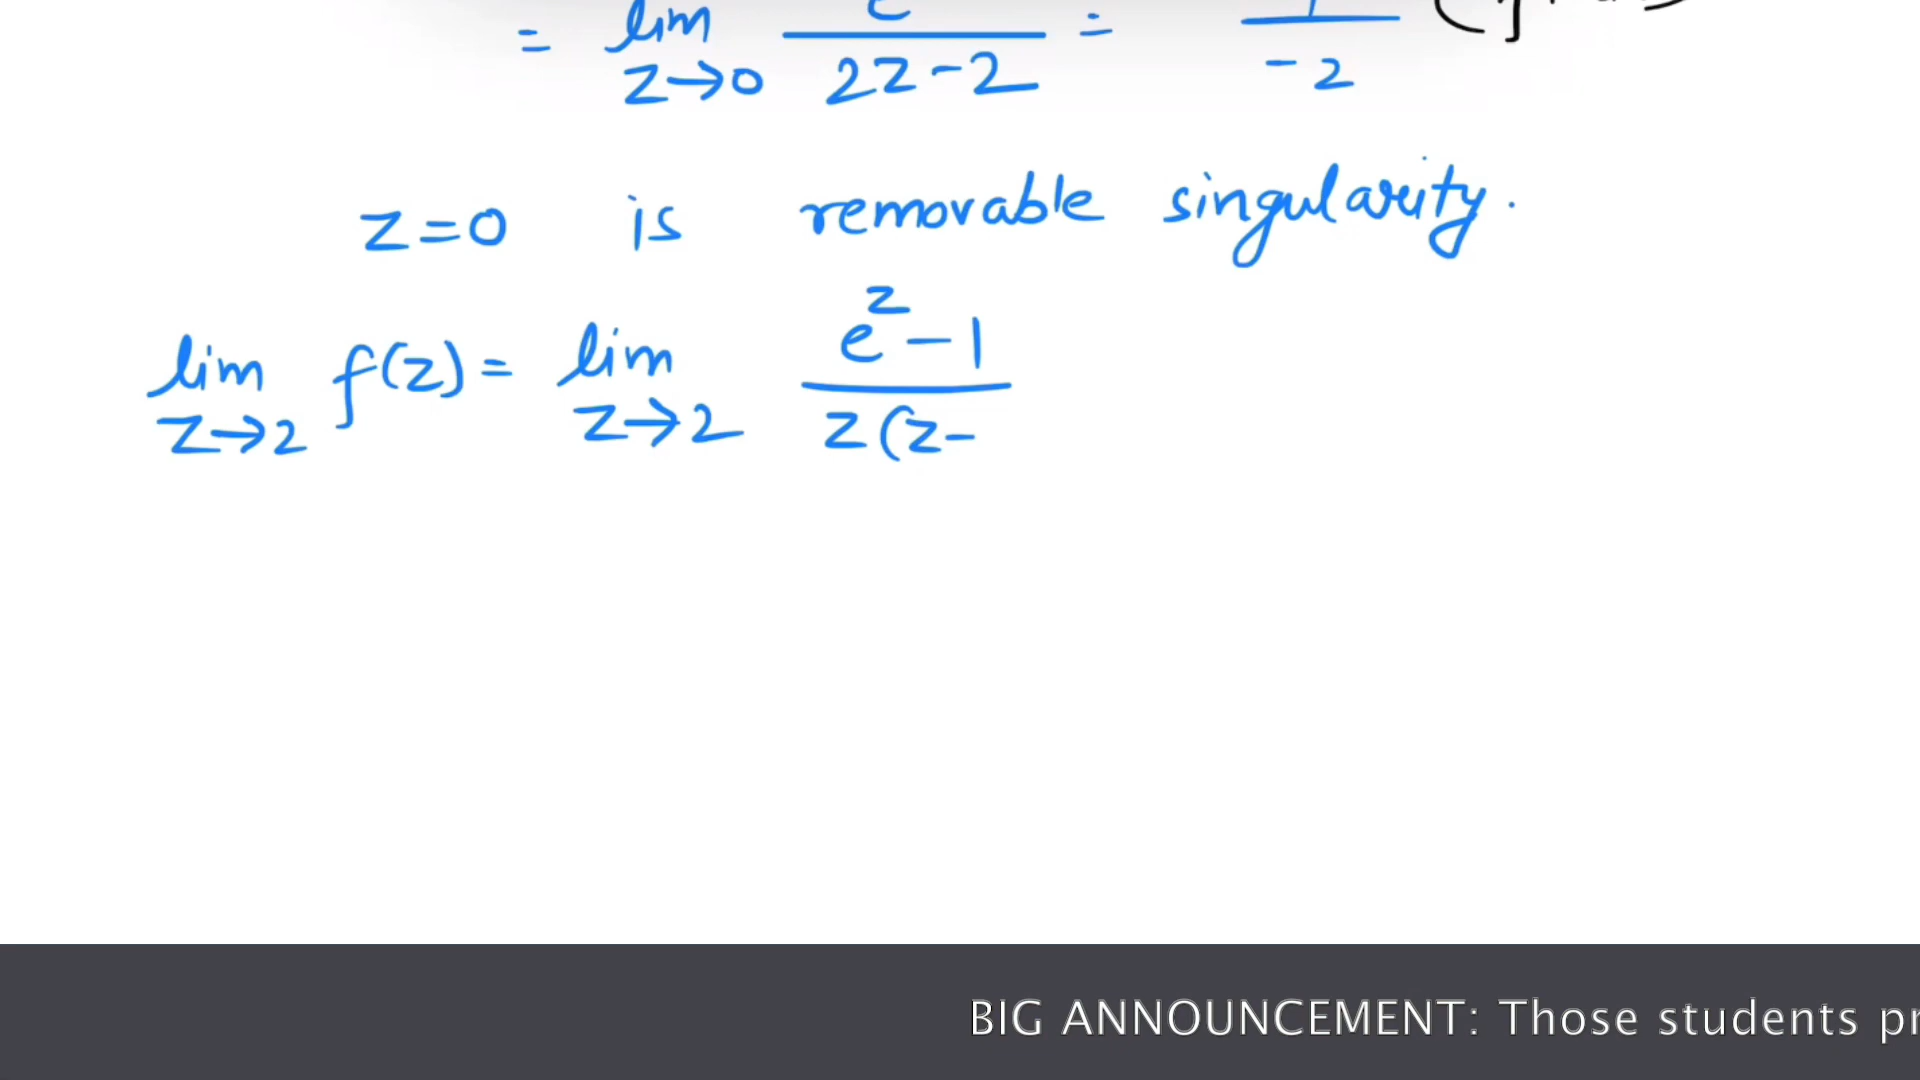 = lim z→0 / 2z-2 = / -2
z=0 is removable singularity.
lim z→2 f(z) = lim z→2 e^z-1 / z(z-
BIG ANNOUNCEMENT: Those students pr